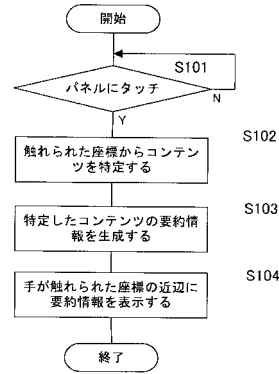 開始
S101
パネルにタッチ
N
Y
S102
触れられた座標からコンテン
ツを特定する
S103
特定したコンテンツの要約情
報を生成する
S104
手が触れられた座標の近辺に
要約情報を表示する
終了